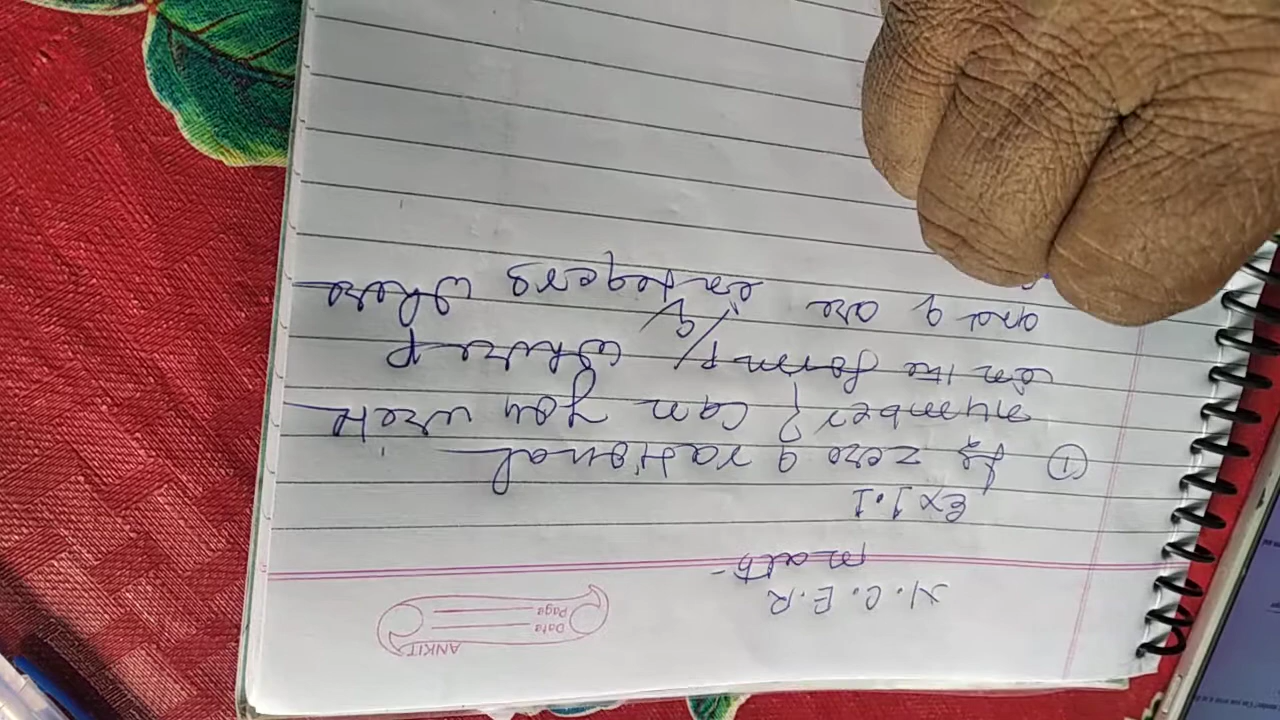 ANKIT
Date
Page
N. C. E. R
math
Ex 1.1
① Is zero a rational
number? Can you write
in the form p/q where p
and q are integers where